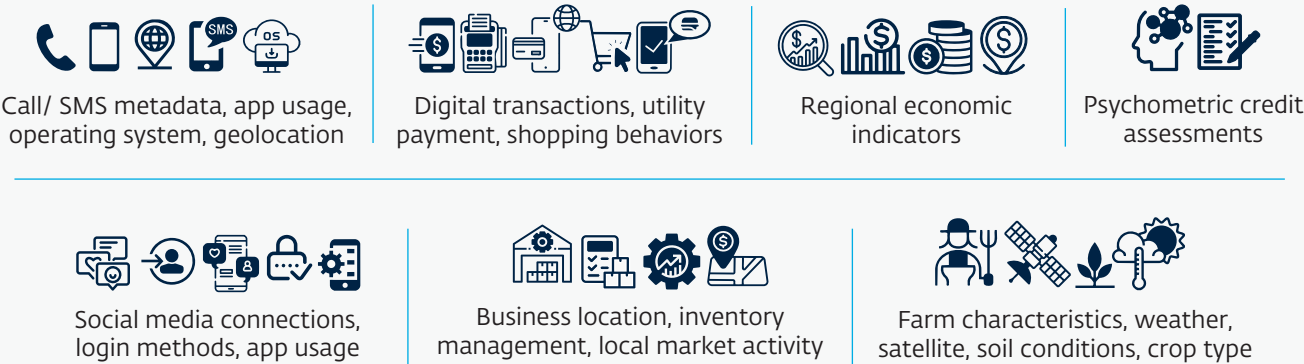 SMS
OS
Call/ SMS metadata, app usage,
operating system, geolocation
Digital transactions, utility
payment, shopping behaviors
Regional economic
indicators
Psychometric credit
assessments
Social media connections,
login methods, app usage
Business location, inventory
management, local market activity
Farm characteristics, weather,
satellite, soil conditions, crop type